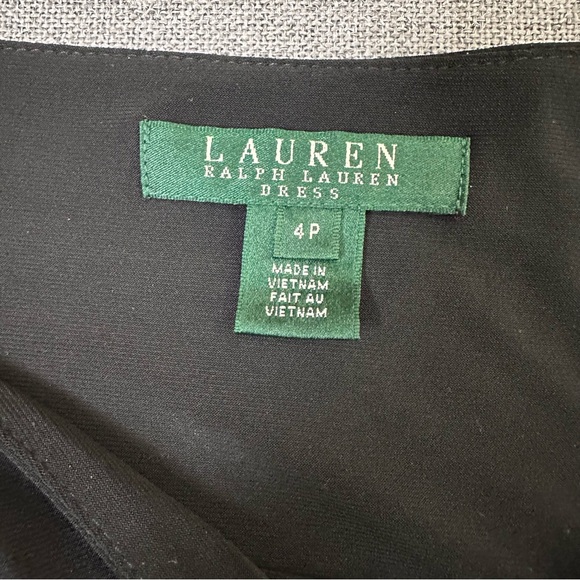 LAUREN
RALPH LAUREN
DRESS
4P
MADE IN
VIETNAM
FAIT AU
VIETNAM